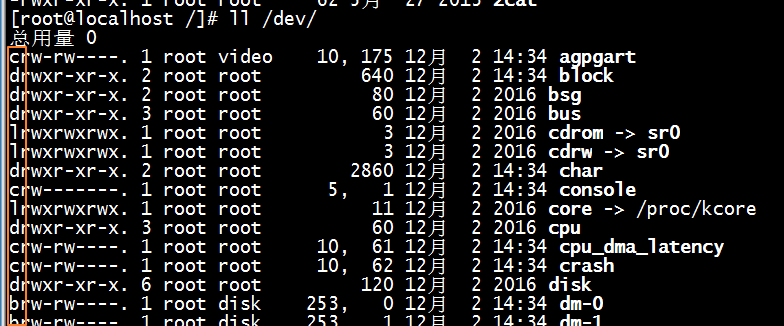 -rwxr-xr-x. 62 5月 27 2015 2cat
[root@localhost /]# ll /dev/
总用量 0
crw-rw----. 1 root video 10, 175 12月 2 14:34 agpgart
drwxr-xr-x. 2 root root 640 12月 2 14:34 block
drwxr-xr-x. 2 root root 80 12月 2 2016 bsg
drwxr-xr-x. 3 root root 60 12月 2 2016 bus
lrwxrwxrwx. 1 root root 3 12月 2 2016 cdrom -> sr0
lrwxrwxrwx. 1 root root 3 12月 2 2016 cdrw -> sr0
drwxr-xr-x. 2 root root 2860 12月 2 14:34 char
crw-------. 1 root root 5, 1 12月 2 14:34 console
lrwxrwxrwx. 1 root root 11 12月 2 2016 core -> /proc/kcore
drwxr-xr-x. 3 root root 60 12月 2 2016 cpu
crw-rw----. 1 root root 10, 61 12月 2 14:34 cpu_dma_latency
crw-rw----. 1 root root 10, 62 12月 2 14:34 crash
drwxr-xr-x. 6 root root 120 12月 2 2016 disk
brw-rw----. 1 root disk 253, 0 12月 2 14:34 dm-0
brw-rw----. 1 root disk 253, 1 12月 2 14:34 dm-1